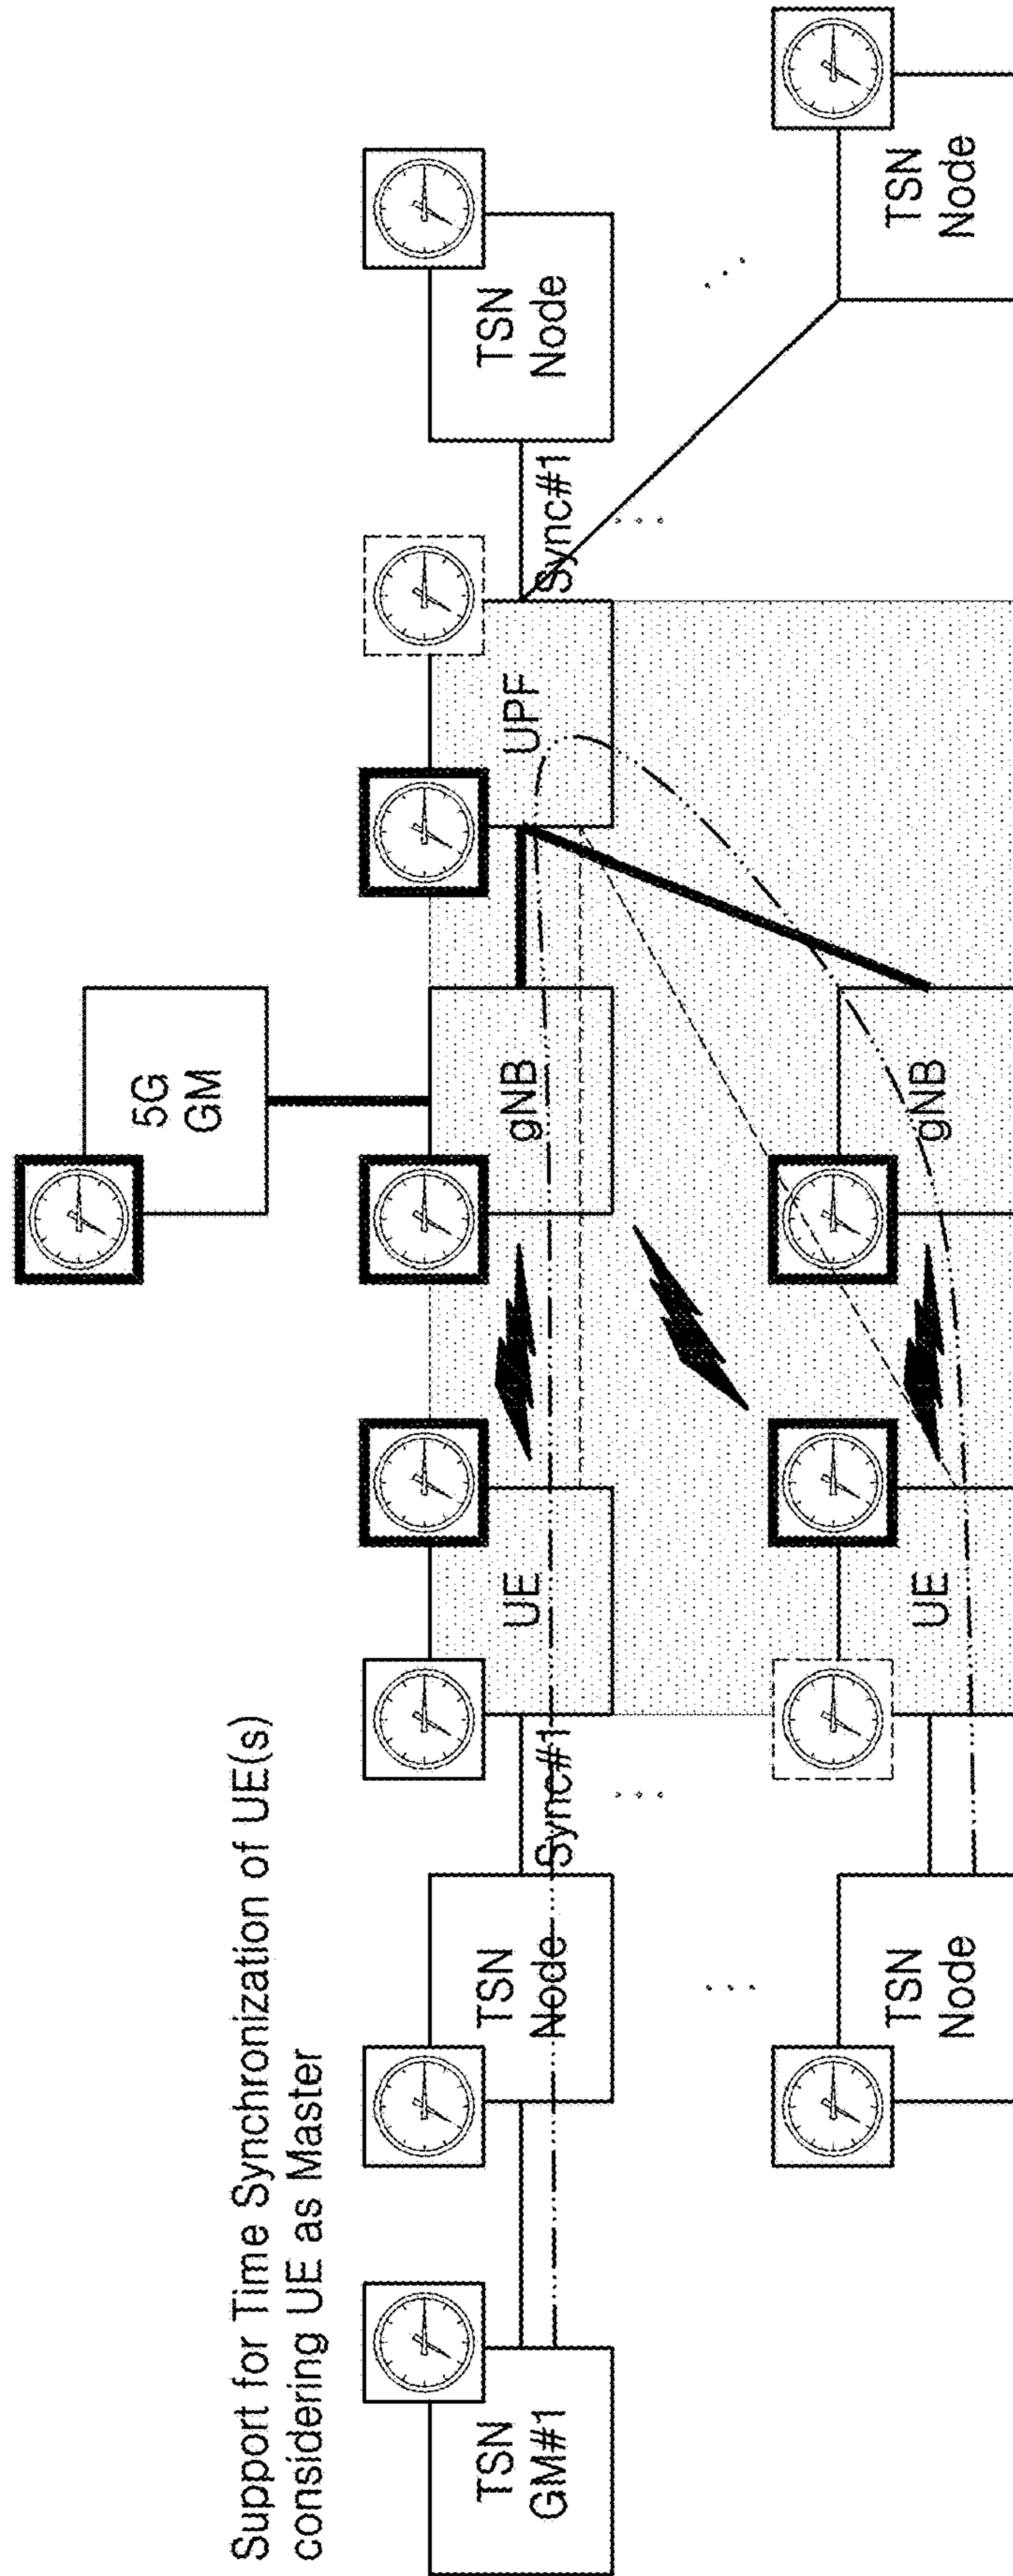 Support for Time Synchronization of UE(s)
considering UE as Master
5G
GM
TSN
GM#1
TSN
Node
Sync#1
UE
gNB
UPF
Sync#1
TSN
Node
TSN
Node
UE
gNB
TSN
Node